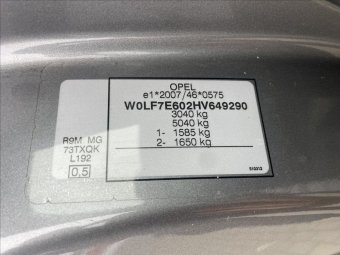 OPEL
e1*2007/46*0575
W0LF7E602HV649290
3040 kg
5040 kg
1- 1585 kg
2- 1650 kg
R9M MG
73TXQK
L192
0.5